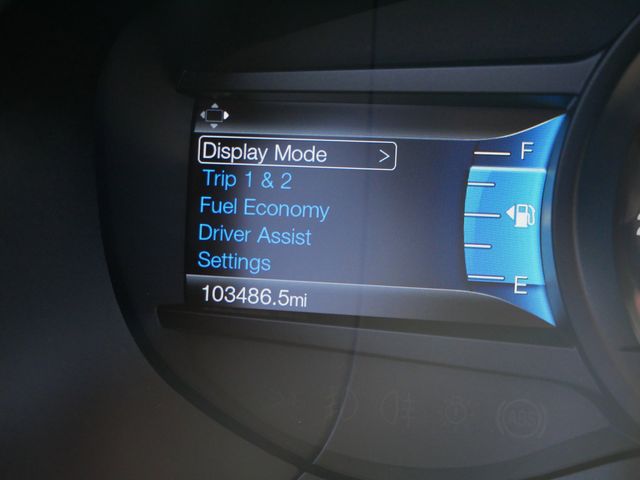 Display Mode >
Trip 1 & 2
Fuel Economy
Driver Assist
Settings
103486.5mi
F
E